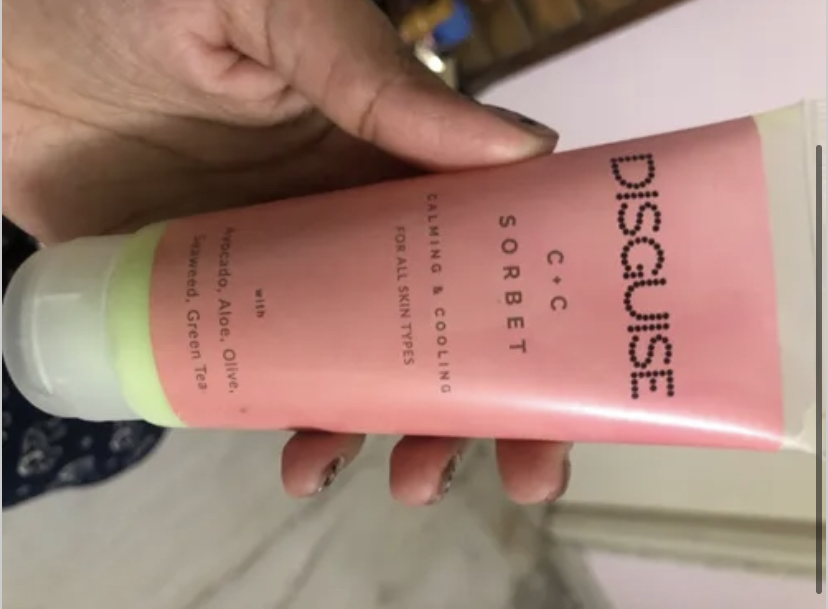 DISGUISE
C + C
SORBET
CALMING & COOLING
FOR ALL SKIN TYPES
with
Avocado, Aloe, Olive,
Seaweed, Green Tea